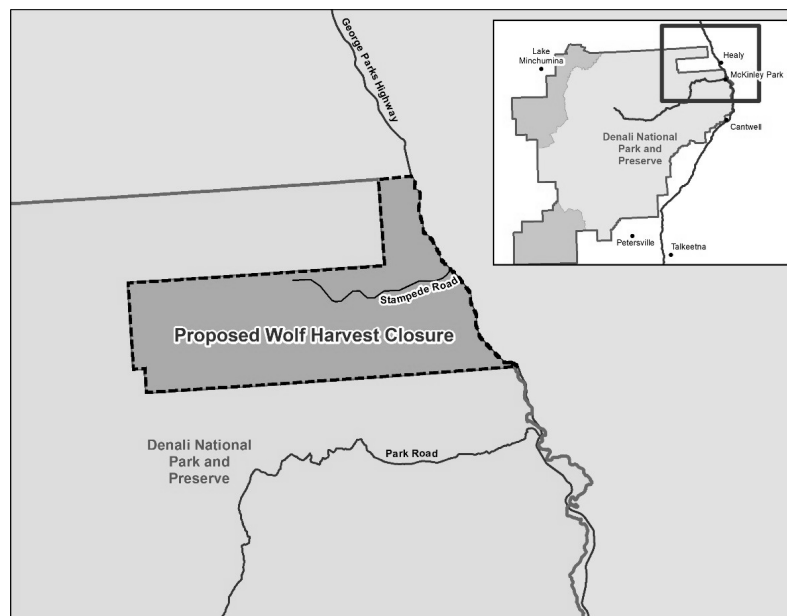 George Parks Highway
Stampede Road
Proposed Wolf Harvest Closure
Denali National
Park and
Preserve
Park Road
Lake
Minchumina
Healy
McKinley Park
Cantwell
Denali National
Park and
Preserve
Petersville
Talkeetna